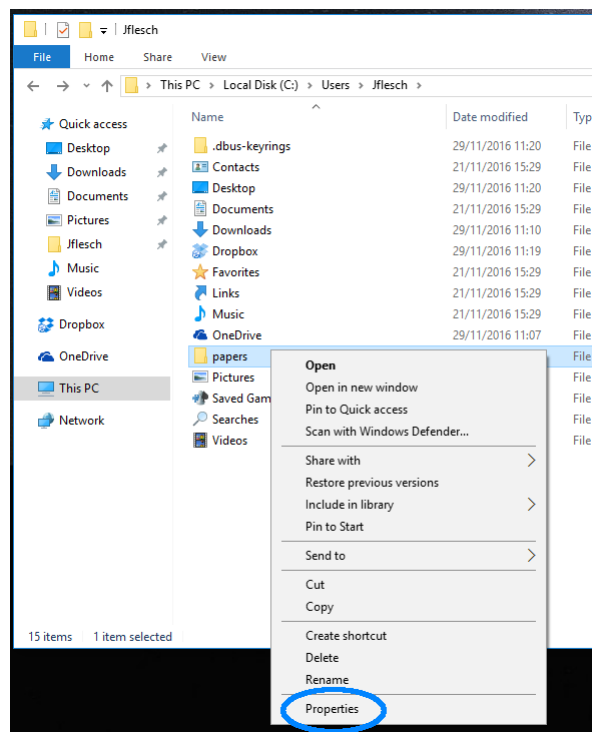 Jflesch
File Home Share View
This PC Local Disk (C:) Users Jflesch
Name Date modified Typ
Quick access
Desktop
Downloads
Documents
Pictures
Jflesch
Music
Videos
Dropbox
OneDrive
This PC
Network
.dbus-keyrings 29/11/2016 11:20 File
Contacts 21/11/2016 15:29 File
Desktop 29/11/2016 11:20 File
Documents 21/11/2016 15:29 File
Downloads 29/11/2016 11:10 File
Dropbox 29/11/2016 11:19 File
Favorites 21/11/2016 15:29 File
Links 21/11/2016 15:29 File
Music 21/11/2016 15:29 File
OneDrive 29/11/2016 11:07 File
papers File
Pictures File
Saved Gam File
Searches File
Videos File
Open
Open in new window
Pin to Quick access
Scan with Windows Defender...
Share with
Restore previous versions
Include in library
Pin to Start
Send to
Cut
Copy
Create shortcut
Delete
Rename
Properties
15 items 1 item selected